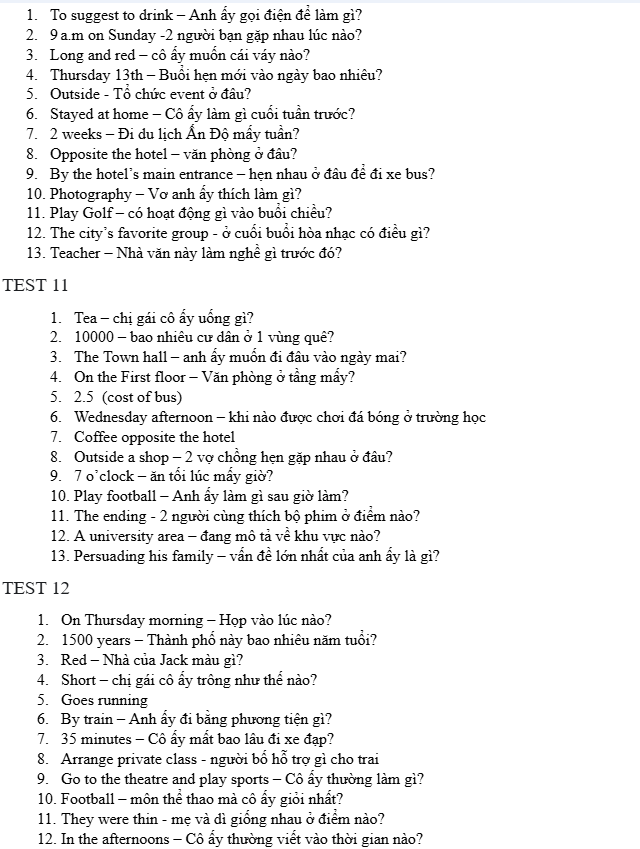 1. To suggest to drink – Anh ấy gọi điện để làm gì?
2. 9 a.m on Sunday -2 người bạn gặp nhau lúc nào?
3. Long and red – cô ấy muốn cái váy nào?
4. Thursday 13th – Buổi hẹn mới vào ngày bao nhiêu?
5. Outside - Tổ chức event ở đâu?
6. Stayed at home – Cô ấy làm gì cuối tuần trước?
7. 2 weeks – Đi du lịch Ấn Độ mấy tuần?
8. Opposite the hotel – văn phòng ở đâu?
9. By the hotel's main entrance – hẹn nhau ở đâu để đi xe bus?
10. Photography – Vơ anh ấy thích làm gì?
11. Play Golf – có hoạt động gì vào buổi chiều?
12. The city's favorite group - ở cuối buổi hòa nhạc có điều gì?
13. Teacher – Nhà văn này làm nghề gì trước đó?
TEST 11
1. Tea – chị gái cô ấy uống gì?
2. 10000 – bao nhiêu cư dân ở 1 vùng quê?
3. The Town hall – anh ấy muốn đi đâu vào ngày mai?
4. On the First floor – Văn phòng ở tầng mấy?
5. 2.5 (cost of bus)
6. Wednesday afternoon – khi nào được chơi đá bóng ở trường học
7. Coffee opposite the hotel
8. Outside a shop – 2 vợ chồng hẹn gặp nhau ở đâu?
9. 7 o'clock – ăn tối lúc mấy giờ?
10. Play football – Anh ấy làm gì sau giờ làm?
11. The ending - 2 người cùng thích bộ phim ở điểm nào?
12. A university area – đang mô tả về khu vực nào?
13. Persuading his family – vấn đề lớn nhất của anh ấy là gì?
TEST 12
1. On Thursday morning – Họp vào lúc nào?
2. 1500 years – Thành phố này bao nhiêu năm tuổi?
3. Red – Nhà của Jack màu gì?
4. Short – chị gái cô ấy trông như thế nào?
5. Goes running
6. By train – Anh ấy đi bằng phương tiện gì?
7. 35 minutes – Cô ấy mất bao lâu đi xe đạp?
8. Arrange private class - người bố hỗ trợ gì cho trai
9. Go to the theatre and play sports – Cô ấy thường làm gì?
10. Football – môn thể thao mà cô ấy giỏi nhất?
11. They were thin - mẹ và dì giống nhau ở điểm nào?
12. In the afternoons – Cô ấy thường viết vào thời gian nào?